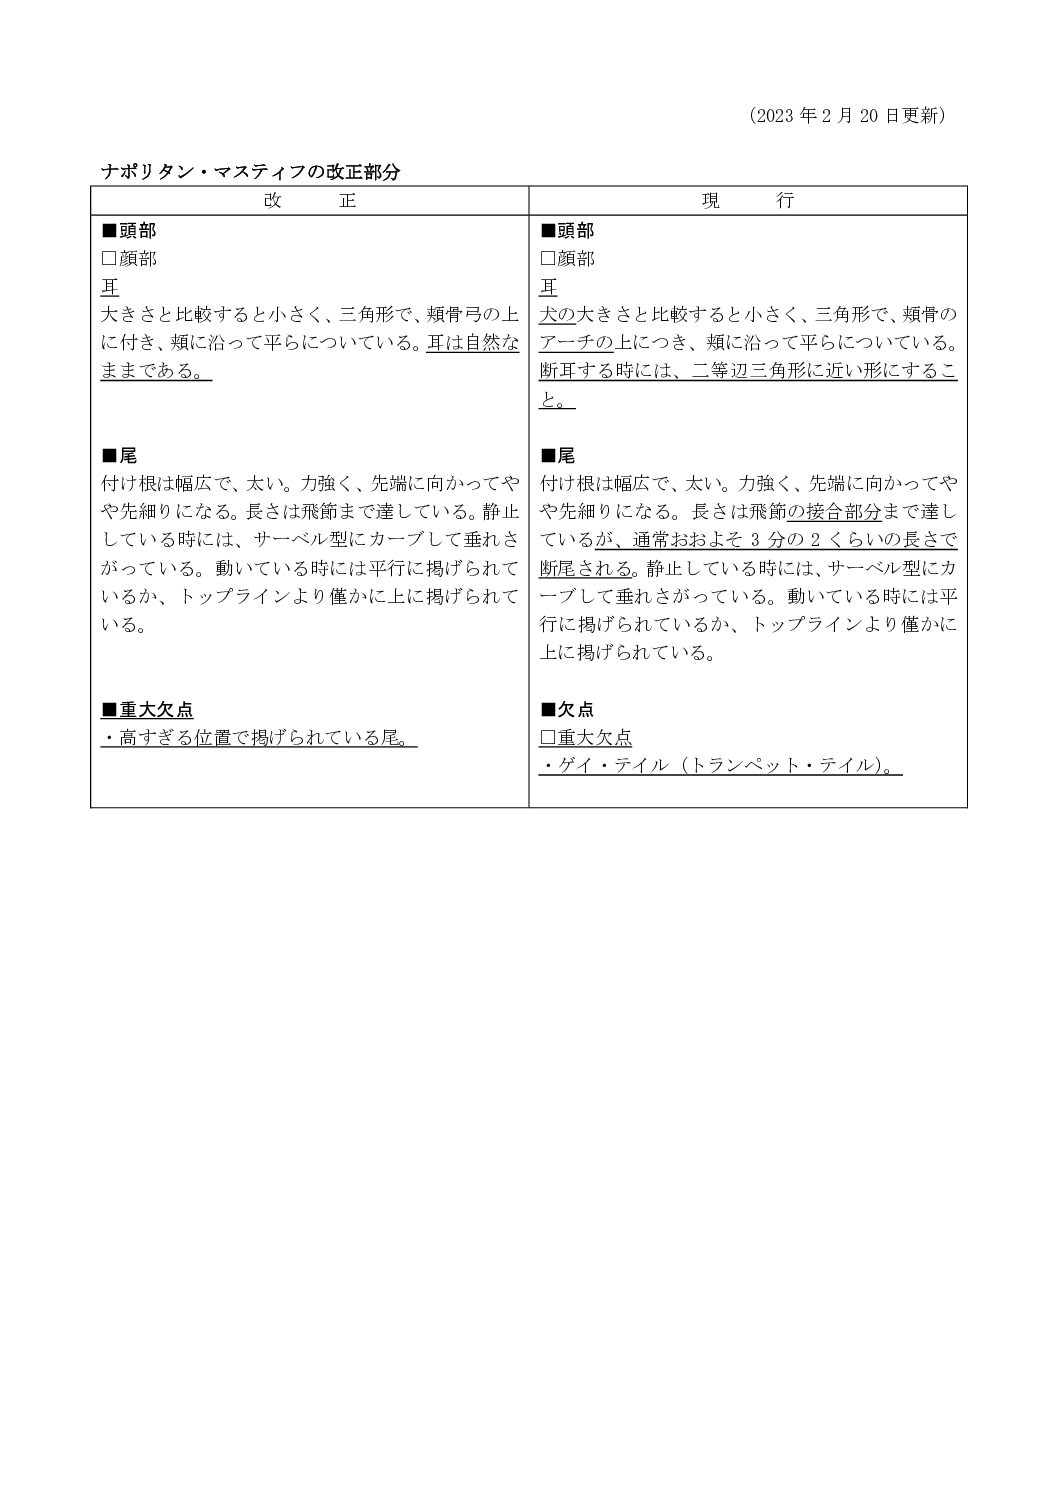 （2023 年 2 月 20 日更新）
ナポリタン・マスティフの改正部分
改　　　正
■頭部
□顔部
耳
大きさと比較すると小さく、三角形で、頬骨弓の上
に付き、頬に沿って平らについている。耳は自然な
ままである。
■尾
付け根は幅広で、太い。力強く、先端に向かってや
や先細りになる。長さは飛節まで達している。静止
している時には、サーベル型にカーブして垂れさ
がっている。動いている時には平行に掲げられて
いるか、トップラインより僅かに上に掲げられて
いる。
■重大欠点
・高すぎる位置で掲げられている尾。
現　　　行
■頭部
□顔部
耳
犬の大きさと比較すると小さく、三角形で、頬骨の
アーチの上につき、頬に沿って平らについている。
断耳する時には、二等辺三角形に近い形にするこ
と。
■尾
付け根は幅広で、太い。力強く、先端に向かってや
や先細りになる。長さは飛節の接合部分まで達し
ているが、通常おおよそ 3 分の 2 くらいの長さで
断尾される。静止している時には、サーベル型にカ
ーブして垂れさがっている。動いている時には平
行に掲げられているか、トップラインより僅かに
上に掲げられている。
■欠点
□重大欠点
・ゲイ・テイル（トランペット・テイル）。